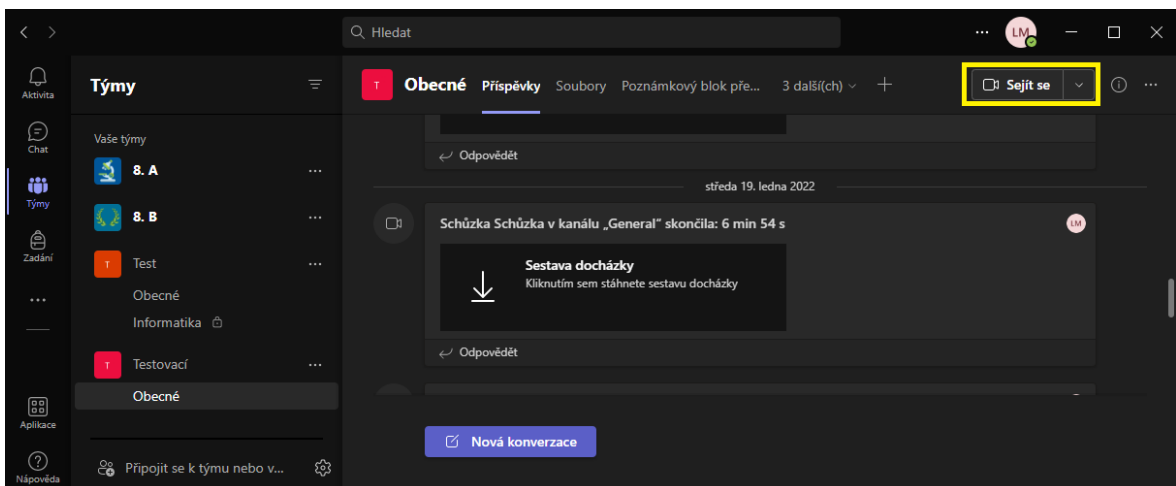 Hledat
LM
Aktivita
Chat
Týmy
Zadání
Aplikace
Nápověda
Týmy
Vaše týmy
8. A
8. B
T Test
Obecné
Informatika
T Testovací
Obecné
Připojit se k týmu nebo v...
T Obecné Příspěvky Soubory Poznámkový blok pře... 3 další(ch)
Sejít se
Odpovědět
středa 19. ledna 2022
Schůzka Schůzka v kanálu „General“ skončila: 6 min 54 s
LM
Sestava docházky
Kliknutím sem stáhnete sestavu docházky
Odpovědět
Nová konverzace